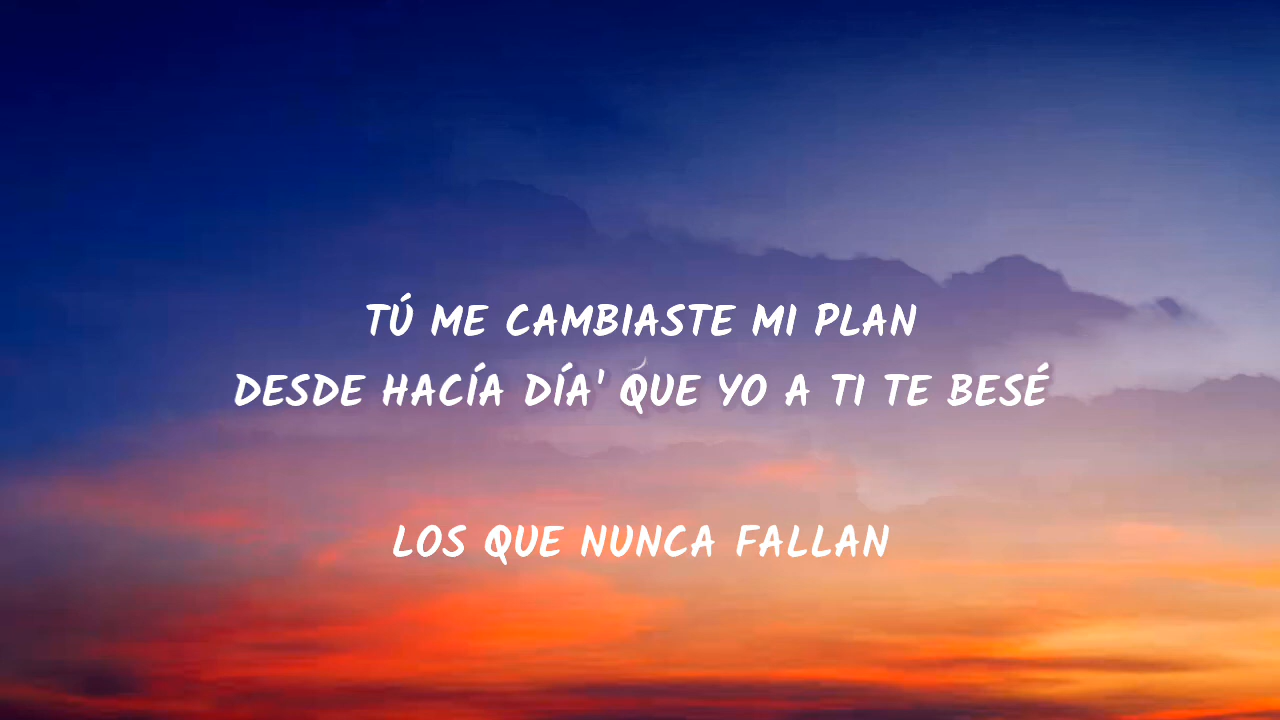 TÚ ME CAMBIASTE MI PLAN
DESDE HACÍA DÍA' QUE YO A TI TE BESÉ
LOS QUE NUNCA FALLAN